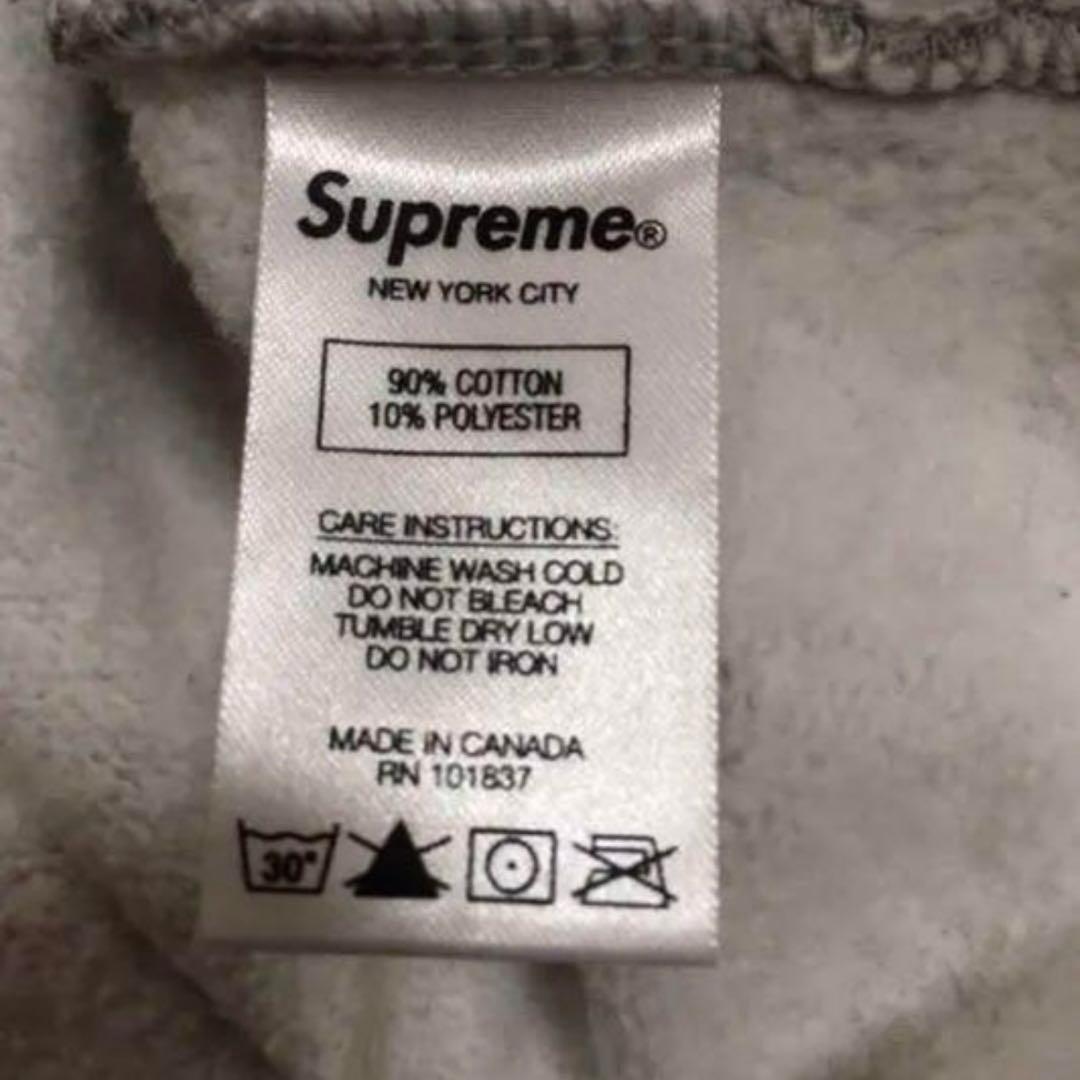 Supreme®
NEW YORK CITY
90% COTTON
10% POLYESTER
CARE INSTRUCTIONS:
MACHINE WASH COLD
DO NOT BLEACH
TUMBLE DRY LOW
DO NOT IRON
MADE IN CANADA
RN 101837
30°